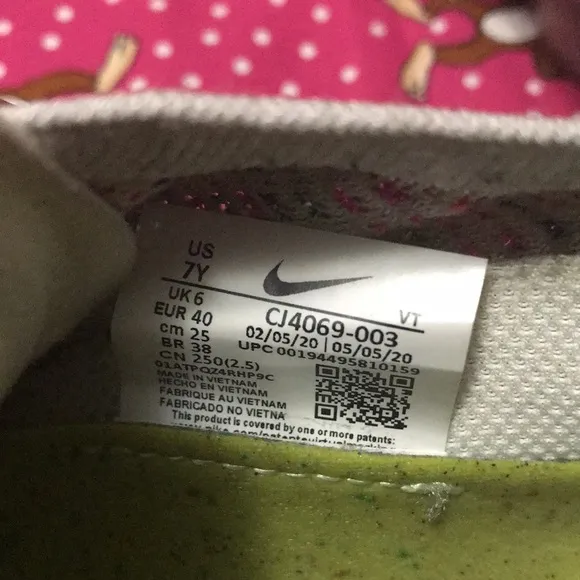 US
7Y
UK 6
EUR 40
cm 25
BR 38
CN 250(2.5)
CJ4069-003 VT
02/05/20 | 05/05/20
UPC 00194495810159
01ATPQZ4RHP9C
MADE IN VIETNAM
HECHO EN VIETNAM
FABRIQUE AU VIETNAM
FABRICADO NO VIETNA
This product is covered by one or more patents: